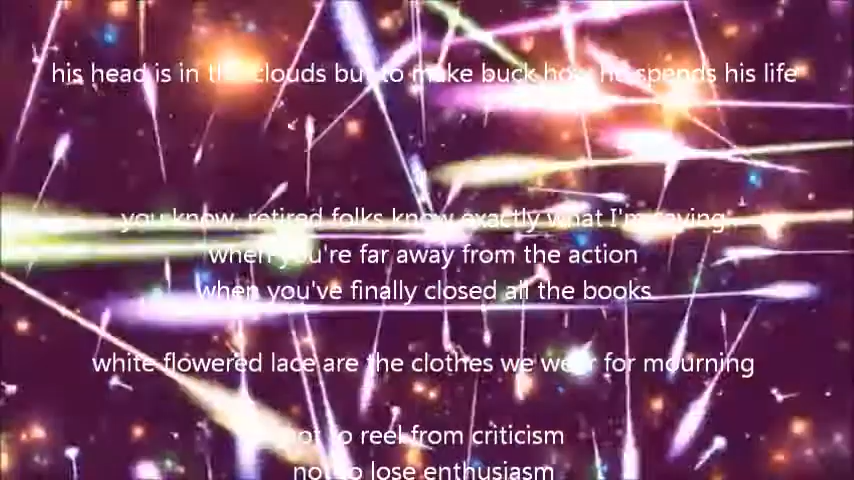 his head is in the clouds but to make buck how he spends his life
you know, retired folks know exactly what I'm saying
when you're far away from the action
when you've finally closed all the books
white flowered lace are the clothes we wear for mourning
not to reel from criticism
not to lose enthusiasm